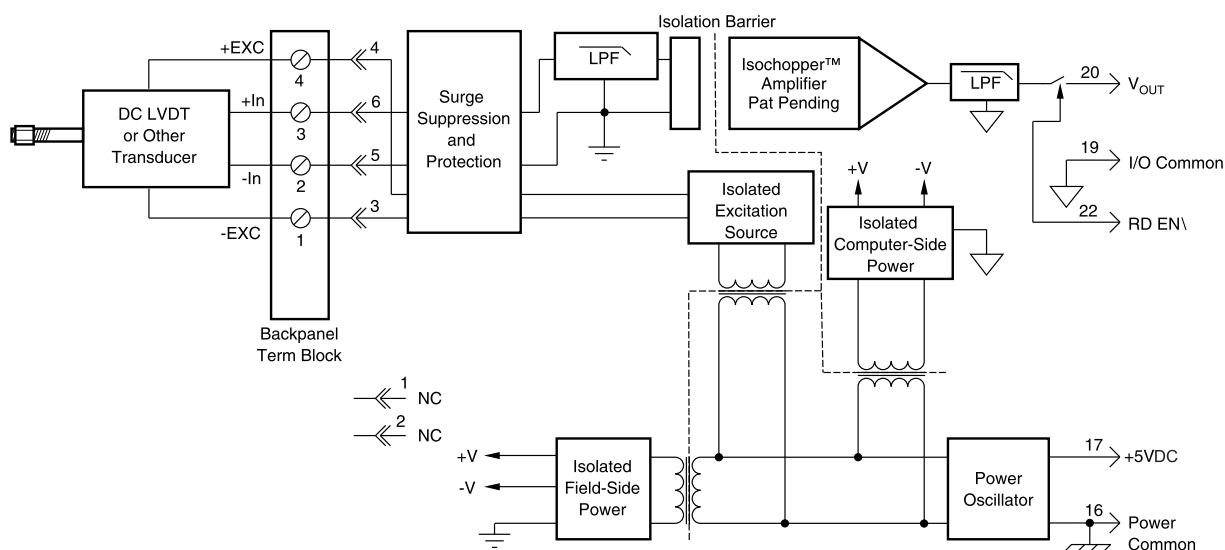 Isolation Barrier
+EXC
4
4
LPF
Isochopper™
Amplifier
Pat Pending
LPF
20
VOUT
DC LVDT
or Other
Transducer
+In
3
6
Surge
Suppression
and
Protection
-In
2
5
19
I/O Common
-EXC
1
3
Isolated
Excitation
Source
+V
-V
Isolated
Computer-Side
Power
22
RD EN\
Backpanel
Term Block
1
NC
2
NC
+V
-V
Isolated
Field-Side
Power
Power
Oscillator
17
+5VDC
16
Power
Common